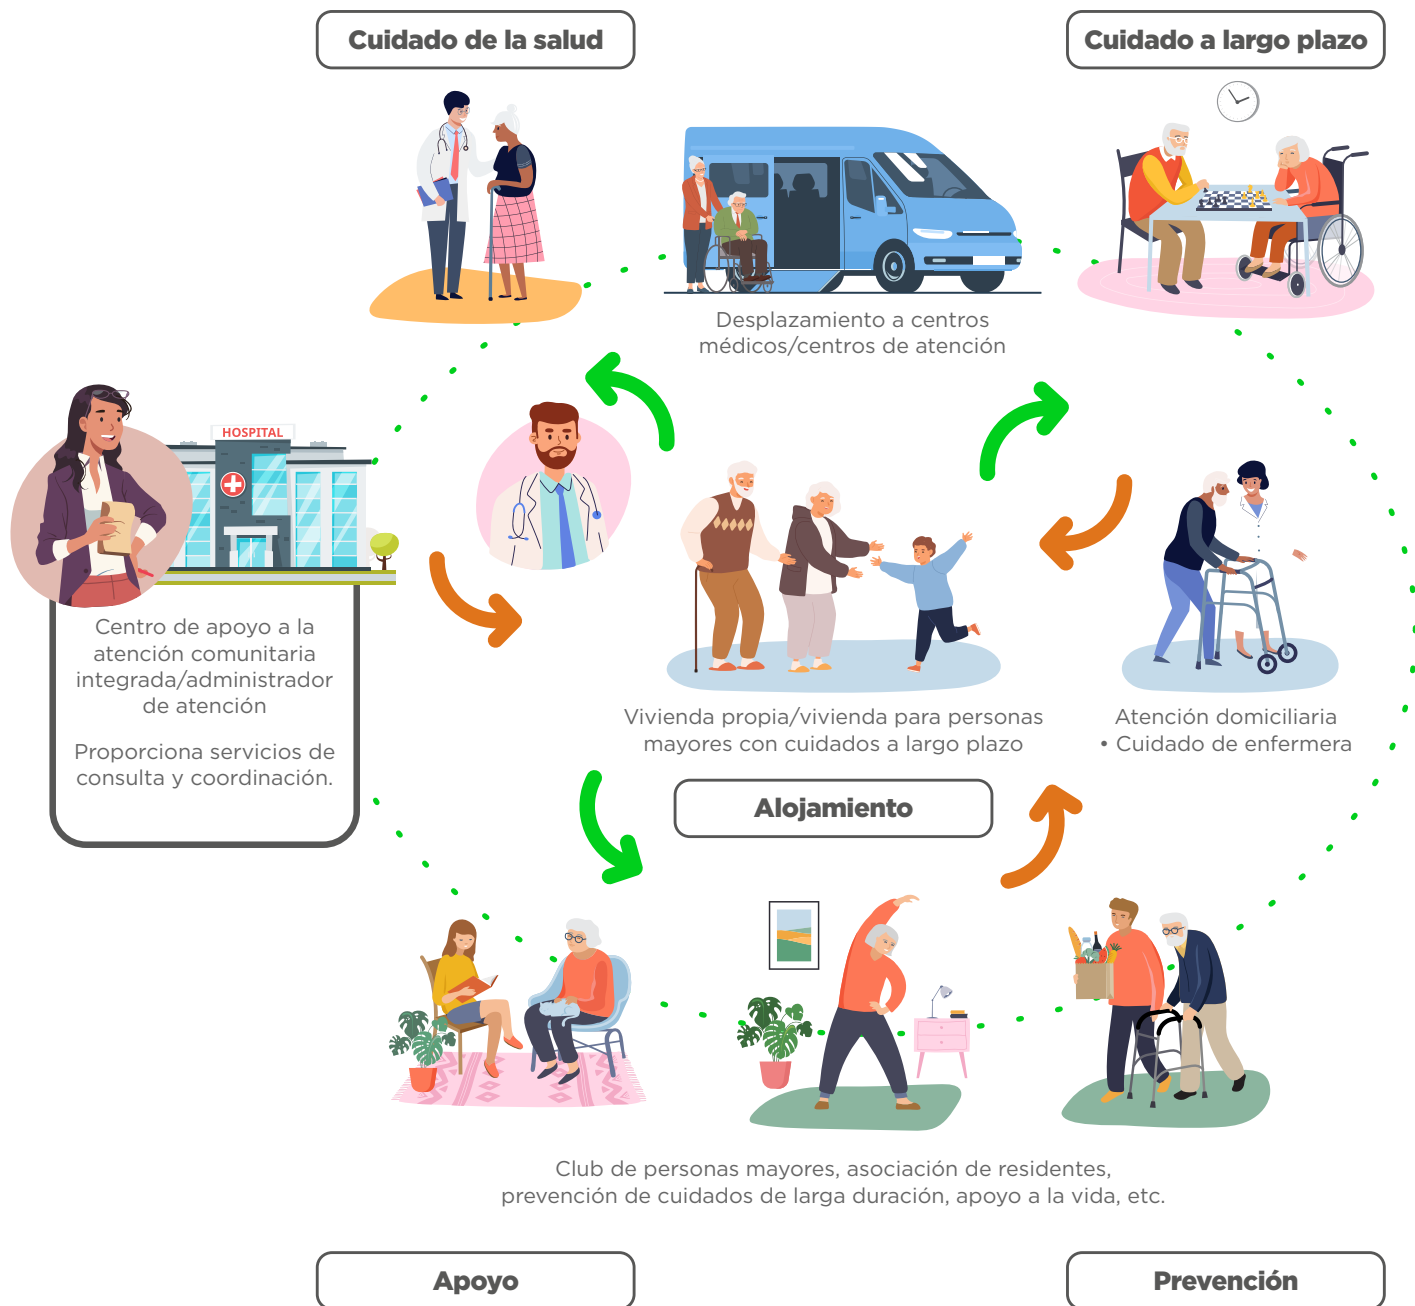 Cuidado de la salud
Cuidado a largo plazo
Desplazamiento a centros
médicos/centros de atención
HOSPITAL
Centro de apoyo a la
atención comunitaria
integrada/administrador
de atención
Proporciona servicios de
consulta y coordinación.
Vivienda propia/vivienda para personas
mayores con cuidados a largo plazo
Atención domiciliaria
• Cuidado de enfermera
Alojamiento
Club de personas mayores, asociación de residentes,
prevención de cuidados de larga duración, apoyo a la vida, etc.
Apoyo
Prevención